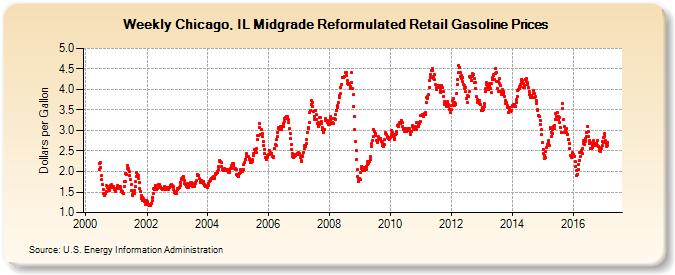 Weekly Chicago, IL Midgrade Reformulated Retail Gasoline Prices
Dollars per Gallon
5.0
4.5
4.0
3.5
3.0
2.5
2.0
1.5
1.0
2000 2002 2004 2006 2008 2010 2012 2014 2016
Source: U.S. Energy Information Administration